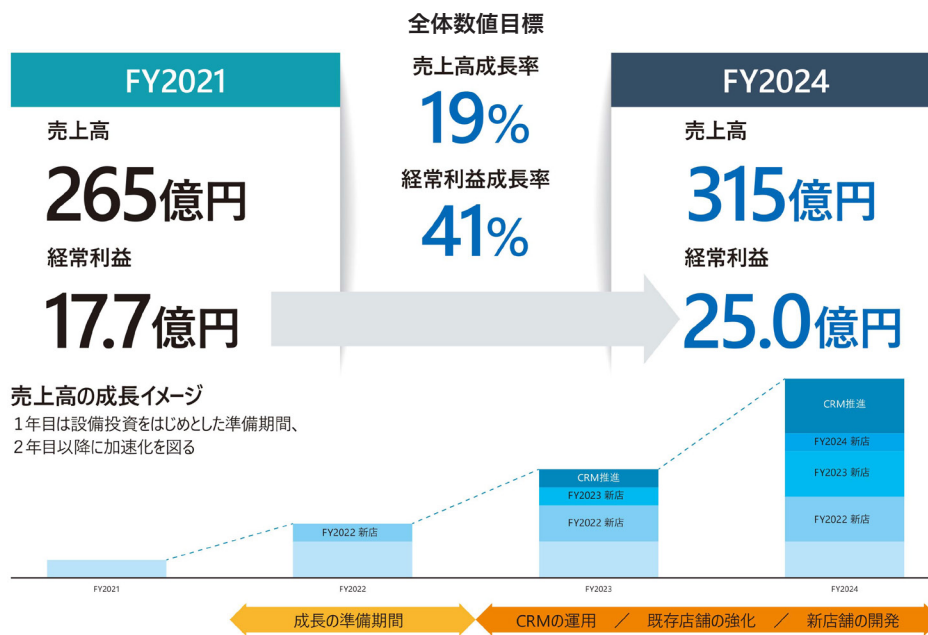 全体数値目標
FY2021
売上高
265億円
経常利益
17.7億円
売上高成長率
19%
経常利益成長率
41%
FY2024
売上高
315億円
経常利益
25.0億円
売上高の成長イメージ
1年目は設備投資をはじめとした準備期間、
2年目以降に加速化を図る
FY2022 新店
CRM推進
FY2023 新店
FY2022 新店
CRM推進
FY2024 新店
FY2023 新店
FY2022 新店
FY2021
FY2022
FY2023
FY2024
成長の準備期間
CRMの運用 / 既存店舗の強化 / 新店舗の開発